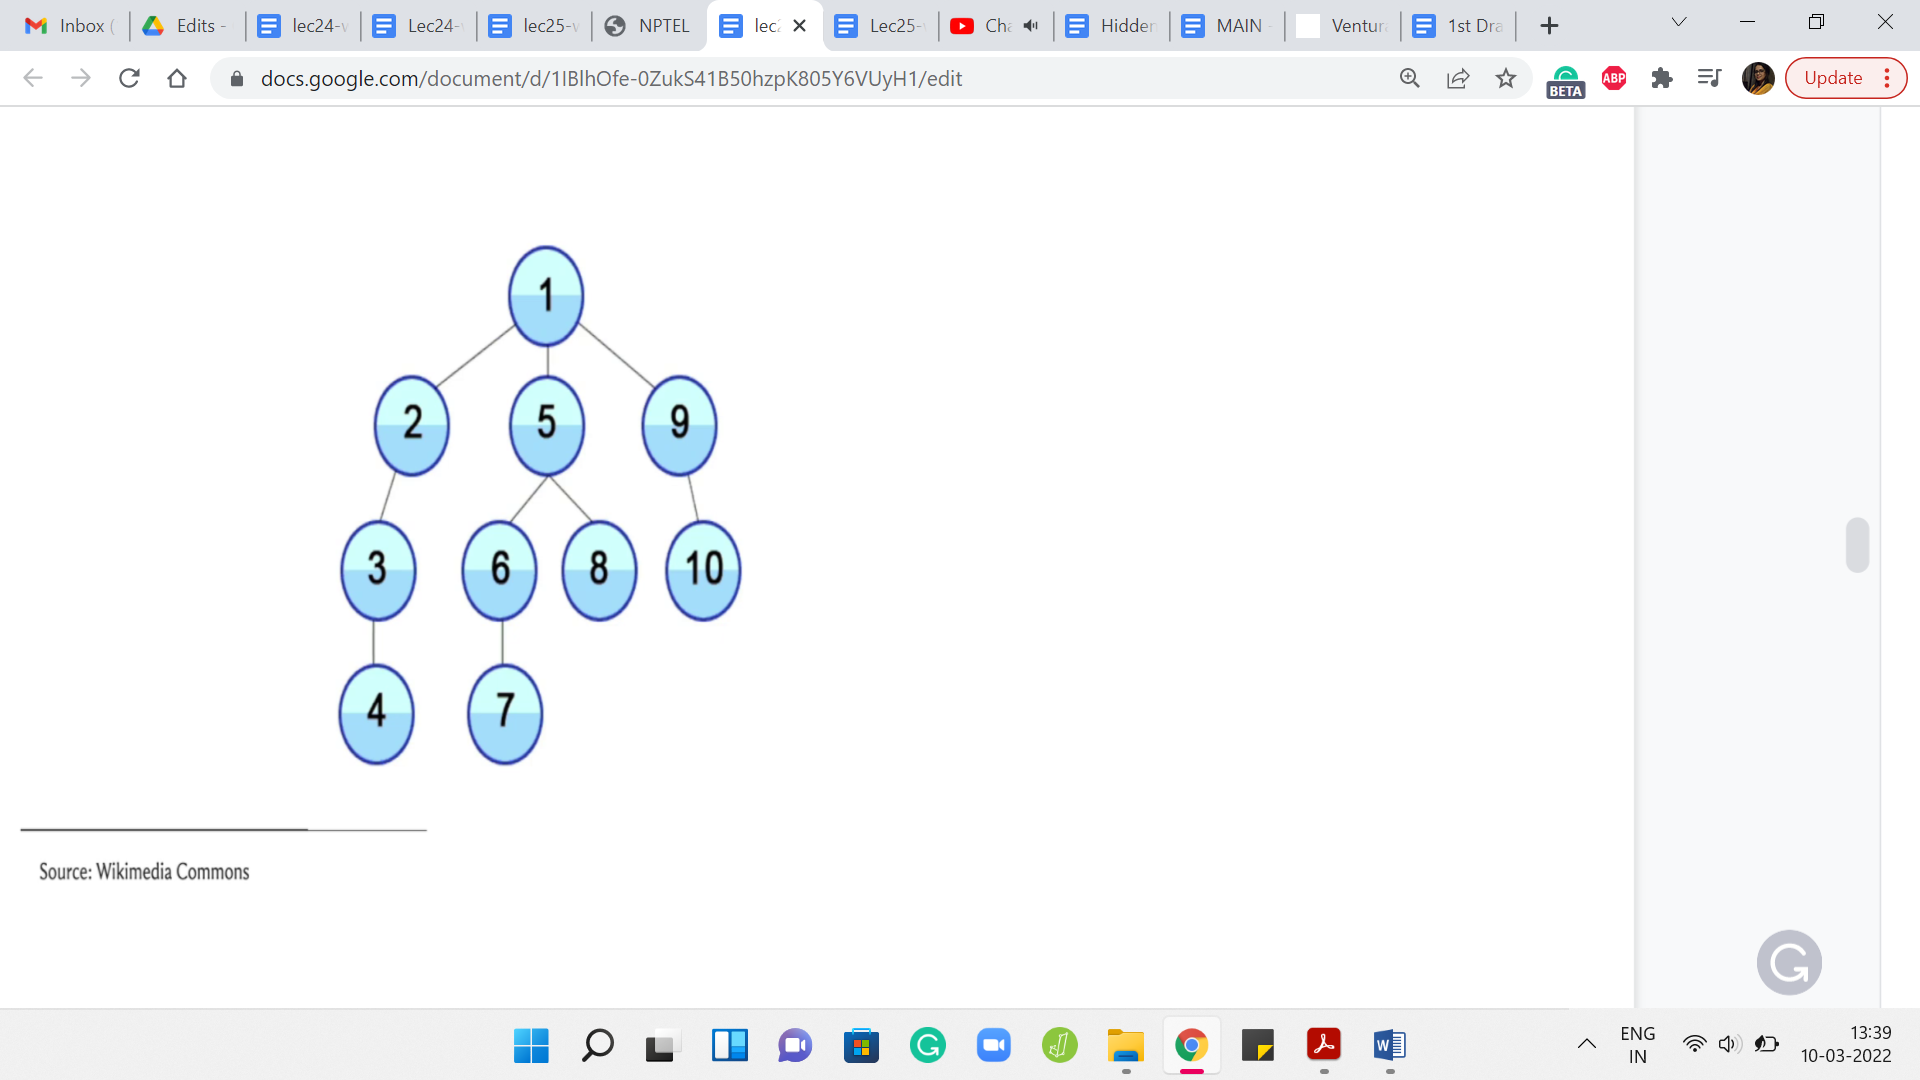 Inbox (
Edits -
lec24-w
Lec24-
lec25-w
NPTEL
lec
Lec25-
Cha
Hidden
MAIN -
Ventur
1st Dra
docs.google.com/document/d/1IBlhOfe-0ZukS41B50hzpK805Y6VUyH1/edit
BETA
ABP
Update
1
2 5 9
3 6 8 10
4 7
Source: Wikimedia Commons
ENG
IN
13:39
10-03-2022